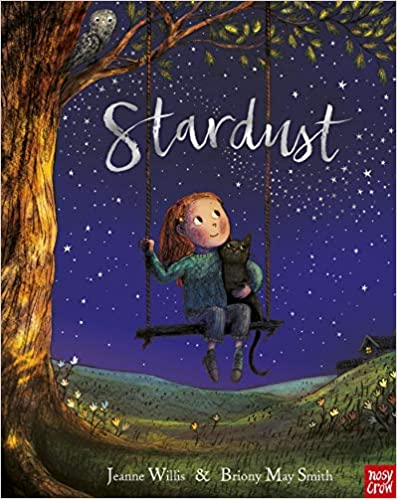 Stardust
Jeanne Willis & Briony May Smith
nosy
crow